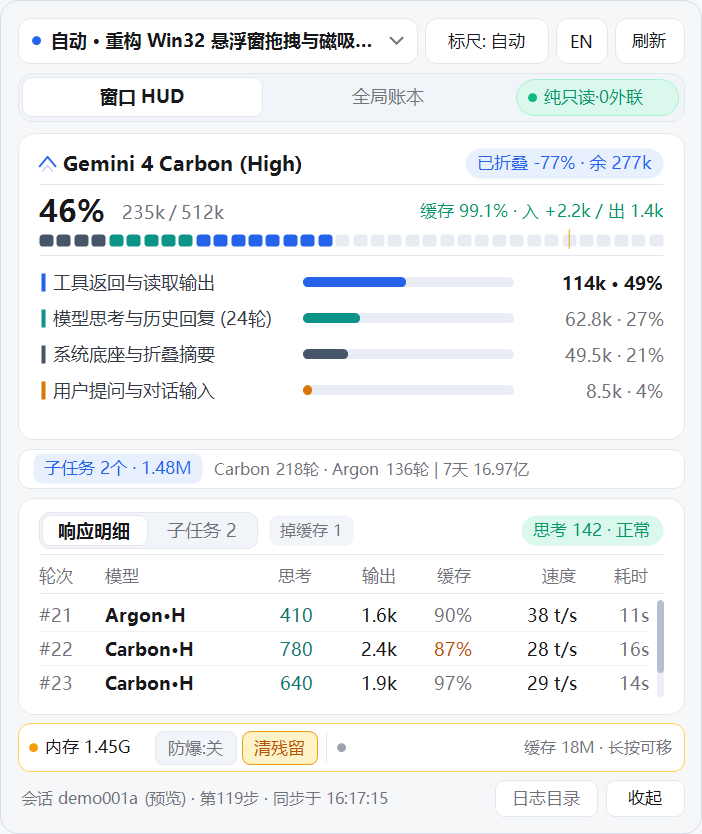 自动 • 重构 Win32 悬浮窗拖拽与磁吸... 标尺: 自动 EN 刷新
窗口 HUD 全局账本 纯只读·0外联
Gemini 4 Carbon (High) 已折叠 -77% · 余 277k
46% 235k / 512k 缓存 99.1% · 入 +2.2k / 出 1.4k
工具返回与读取输出 114k • 49%
模型思考与历史回复 (24轮) 62.8k · 27%
系统底座与折叠摘要 49.5k · 21%
用户提问与对话输入 8.5k · 4%
子任务 2个 · 1.48M Carbon 218轮 · Argon 136轮 | 7天 16.97亿
响应明细 子任务 2 掉缓存 1 思考 142 · 正常
轮次 模型 思考 输出 缓存 速度 耗时
#21 Argon•H 410 1.6k 90% 38 t/s 11s
#22 Carbon•H 780 2.4k 87% 28 t/s 16s
#23 Carbon•H 640 1.9k 97% 29 t/s 14s
内存 1.45G 防爆:关 清残留 缓存 18M · 长按可移
会话 demo001a (预览) · 第119步 · 同步于 16:17:15 日志目录 收起